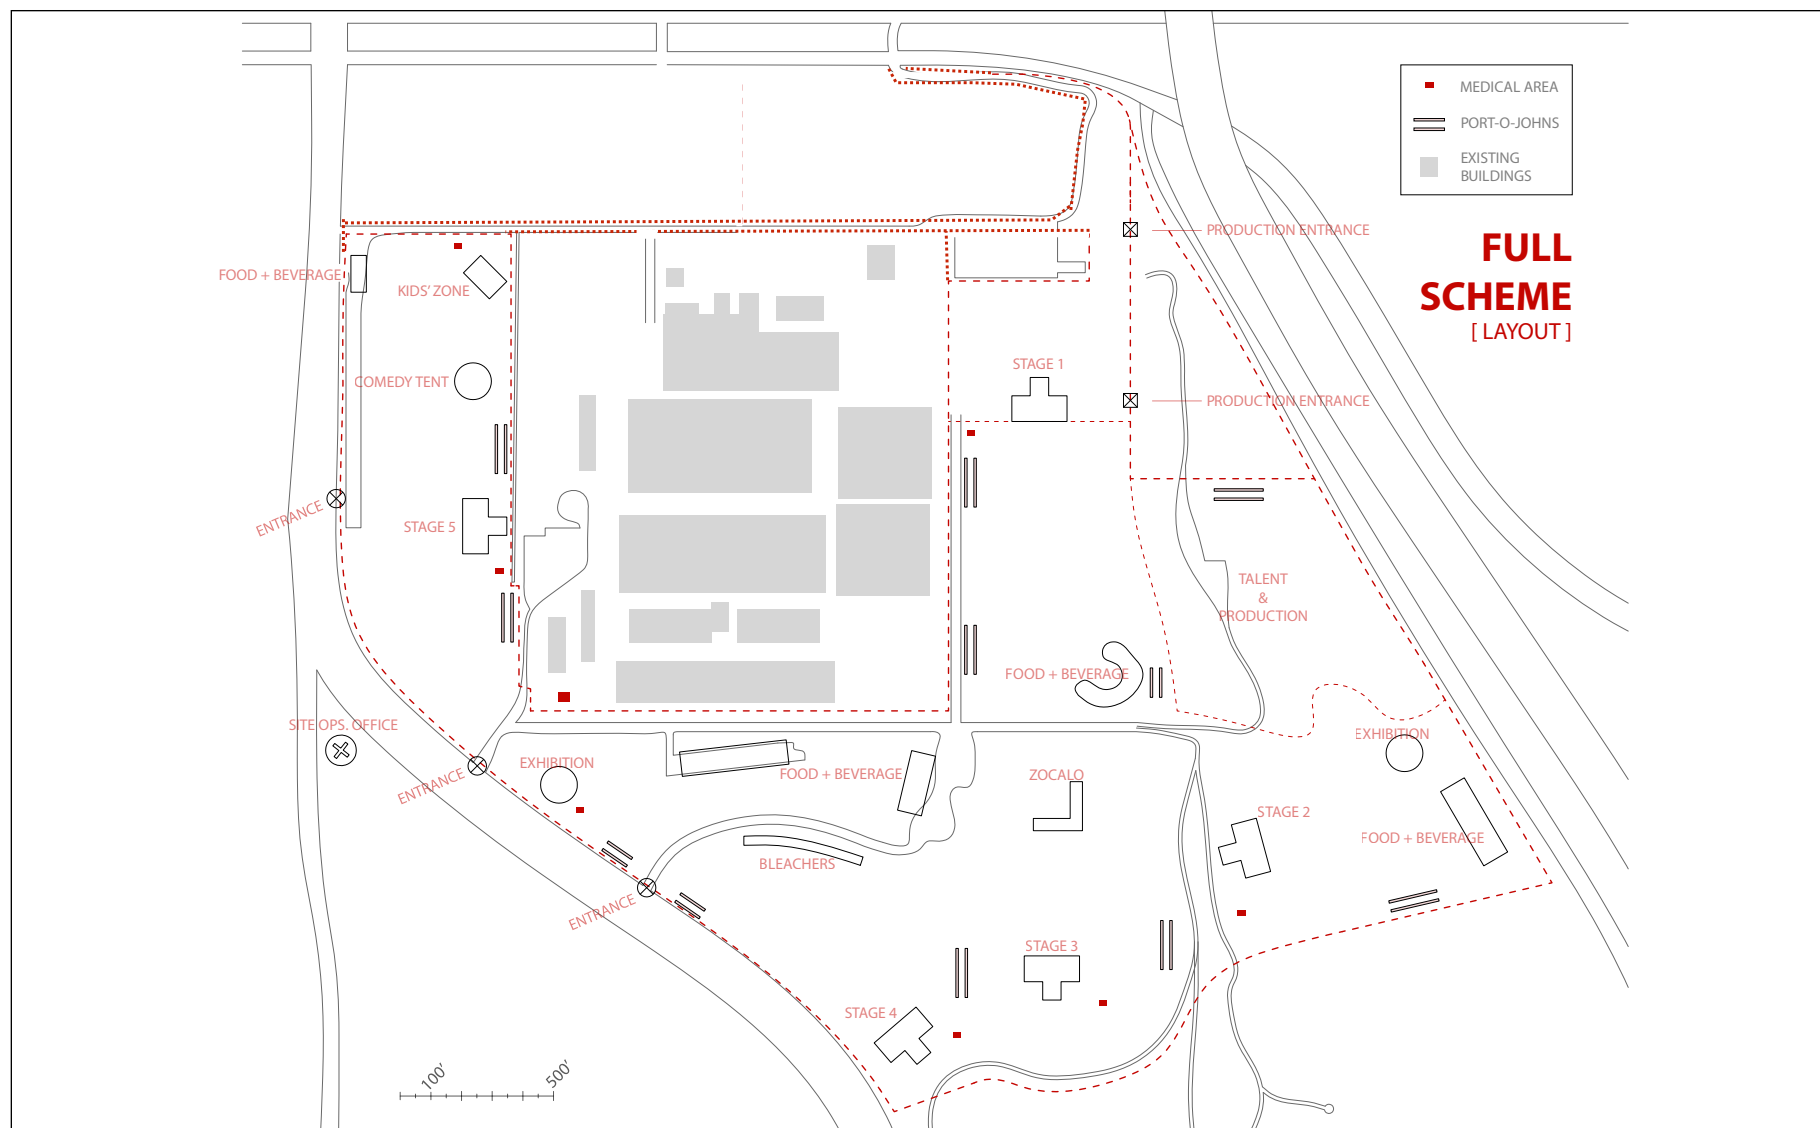 MEDICAL AREA
PORT-O-JOHNS
EXISTING
BUILDINGS
FULL
SCHEME
[ LAYOUT ]
PRODUCTION ENTRANCE
FOOD + BEVERAGE
KIDS' ZONE
STAGE 1
COMEDY TENT
PRODUCTION ENTRANCE
ENTRANCE
STAGE 5
TALENT
&
PRODUCTION
FOOD + BEVERAGE
SITE OPS. OFFICE
EXHIBITION
EXHIBITION
ENTRANCE
FOOD + BEVERAGE
ZOCALO
STAGE 2
FOOD + BEVERAGE
BLEACHERS
ENTRANCE
STAGE 3
STAGE 4
100'
500'